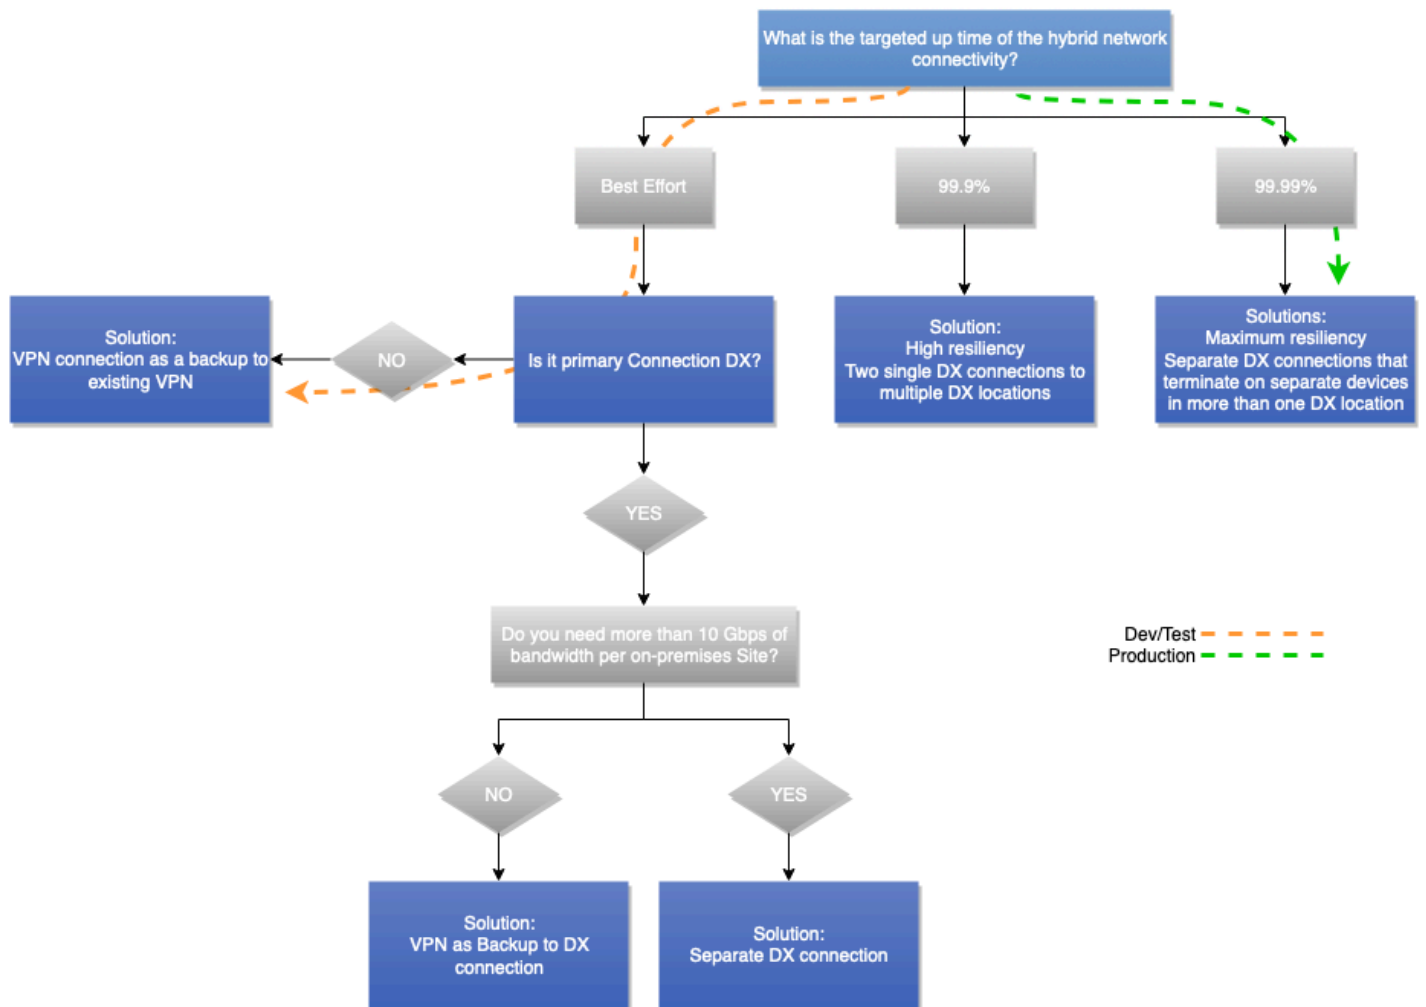 What is the targeted up time of the hybrid network
connectivity?
Best Effort
99.9%
99.99%
Solution:
VPN connection as a backup to
existing VPN
NO
Is it primary Connection DX?
Solution:
High resiliency
Two single DX connections to
multiple DX locations
Solutions:
Maximum resiliency
Separate DX connections that
terminate on separate devices
in more than one DX location
YES
Do you need more than 10 Gbps of
bandwidth per on-premises Site?
Dev/Test
Production
NO
YES
Solution:
VPN as Backup to DX
connection
Solution:
Separate DX connection